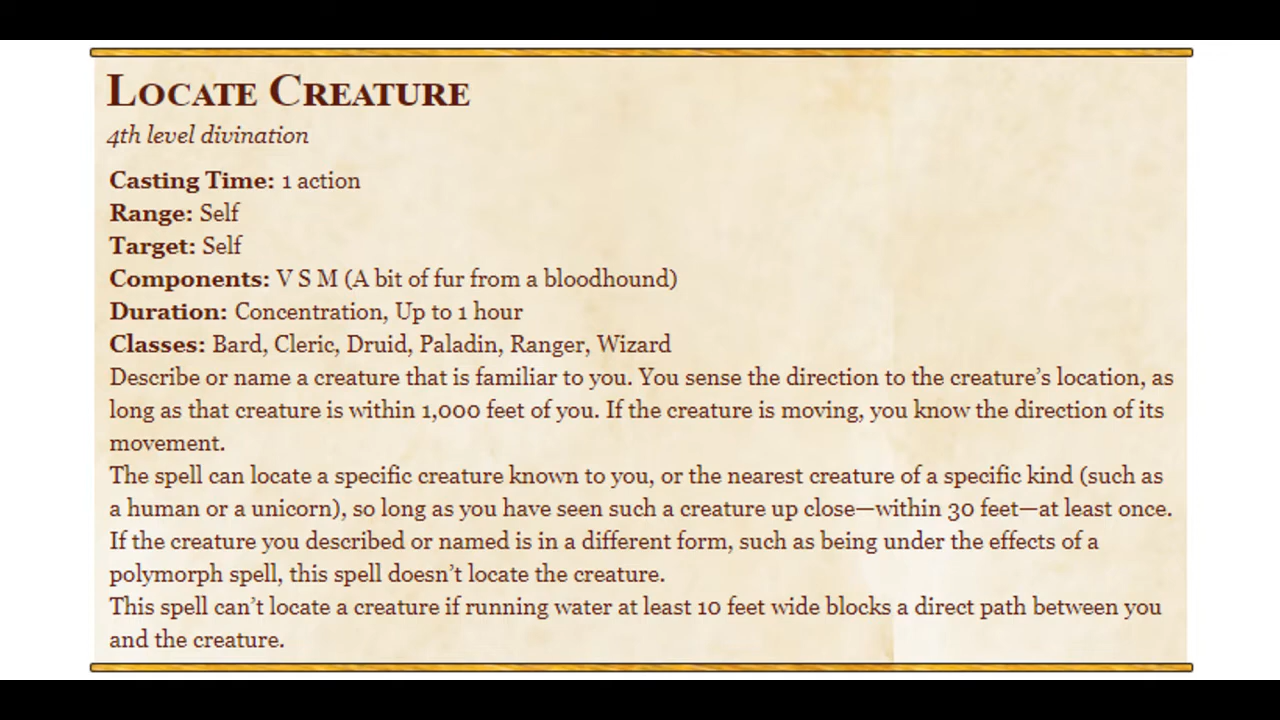 Locate Creature
4th level divination
Casting Time: 1 action
Range: Self
Target: Self
Components: V S M (A bit of fur from a bloodhound)
Duration: Concentration, Up to 1 hour
Classes: Bard, Cleric, Druid, Paladin, Ranger, Wizard
Describe or name a creature that is familiar to you. You sense the direction to the creature’s location, as
long as that creature is within 1,000 feet of you. If the creature is moving, you know the direction of its
movement.
The spell can locate a specific creature known to you, or the nearest creature of a specific kind (such as
a human or a unicorn), so long as you have seen such a creature up close—within 30 feet—at least once.
If the creature you described or named is in a different form, such as being under the effects of a
polymorph spell, this spell doesn’t locate the creature.
This spell can’t locate a creature if running water at least 10 feet wide blocks a direct path between you
and the creature.